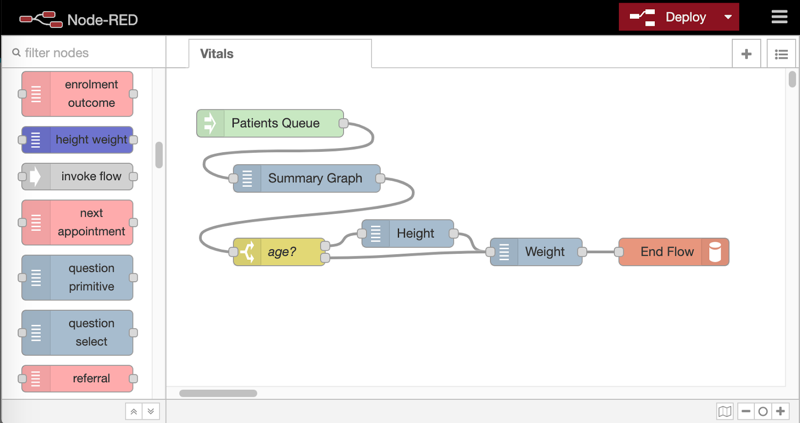 Node-RED
Deploy
filter nodes
Vitals
enrolment
outcome
height weight
invoke flow
next
appointment
question
primitive
question
select
referral
Patients Queue
Summary Graph
age?
Height
Weight
End Flow